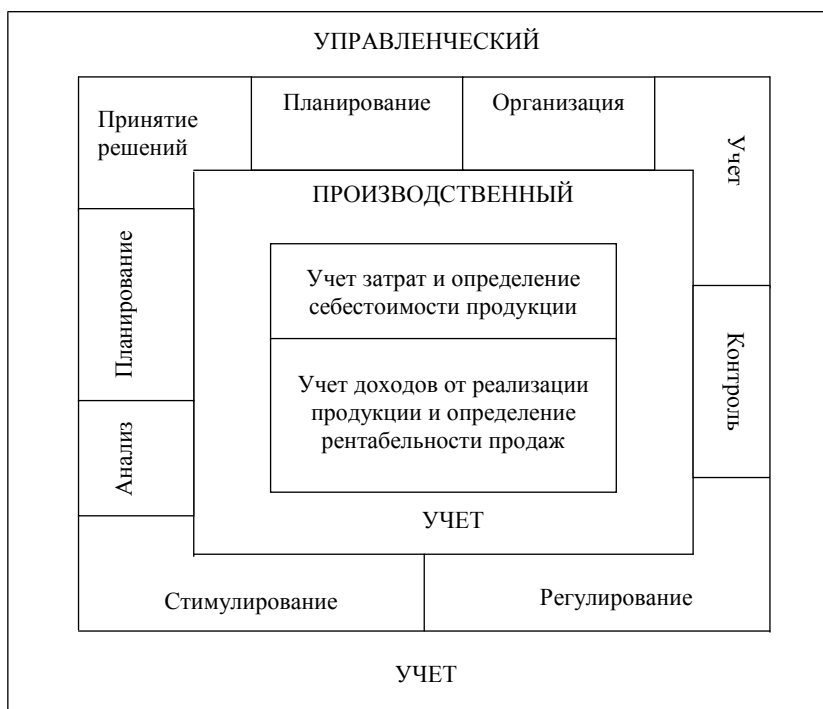 УПРАВЛЕНЧЕСКИЙ
Принятие
решений
Планирование
Организация
Учет
ПРОИЗВОДСТВЕННЫЙ
Планирование
Учет затрат и определение
себестоимости продукции
Контроль
Учет доходов от реализации
продукции и определение
рентабельности продаж
Анализ
УЧЕТ
Стимулирование
Регулирование
УЧЕТ